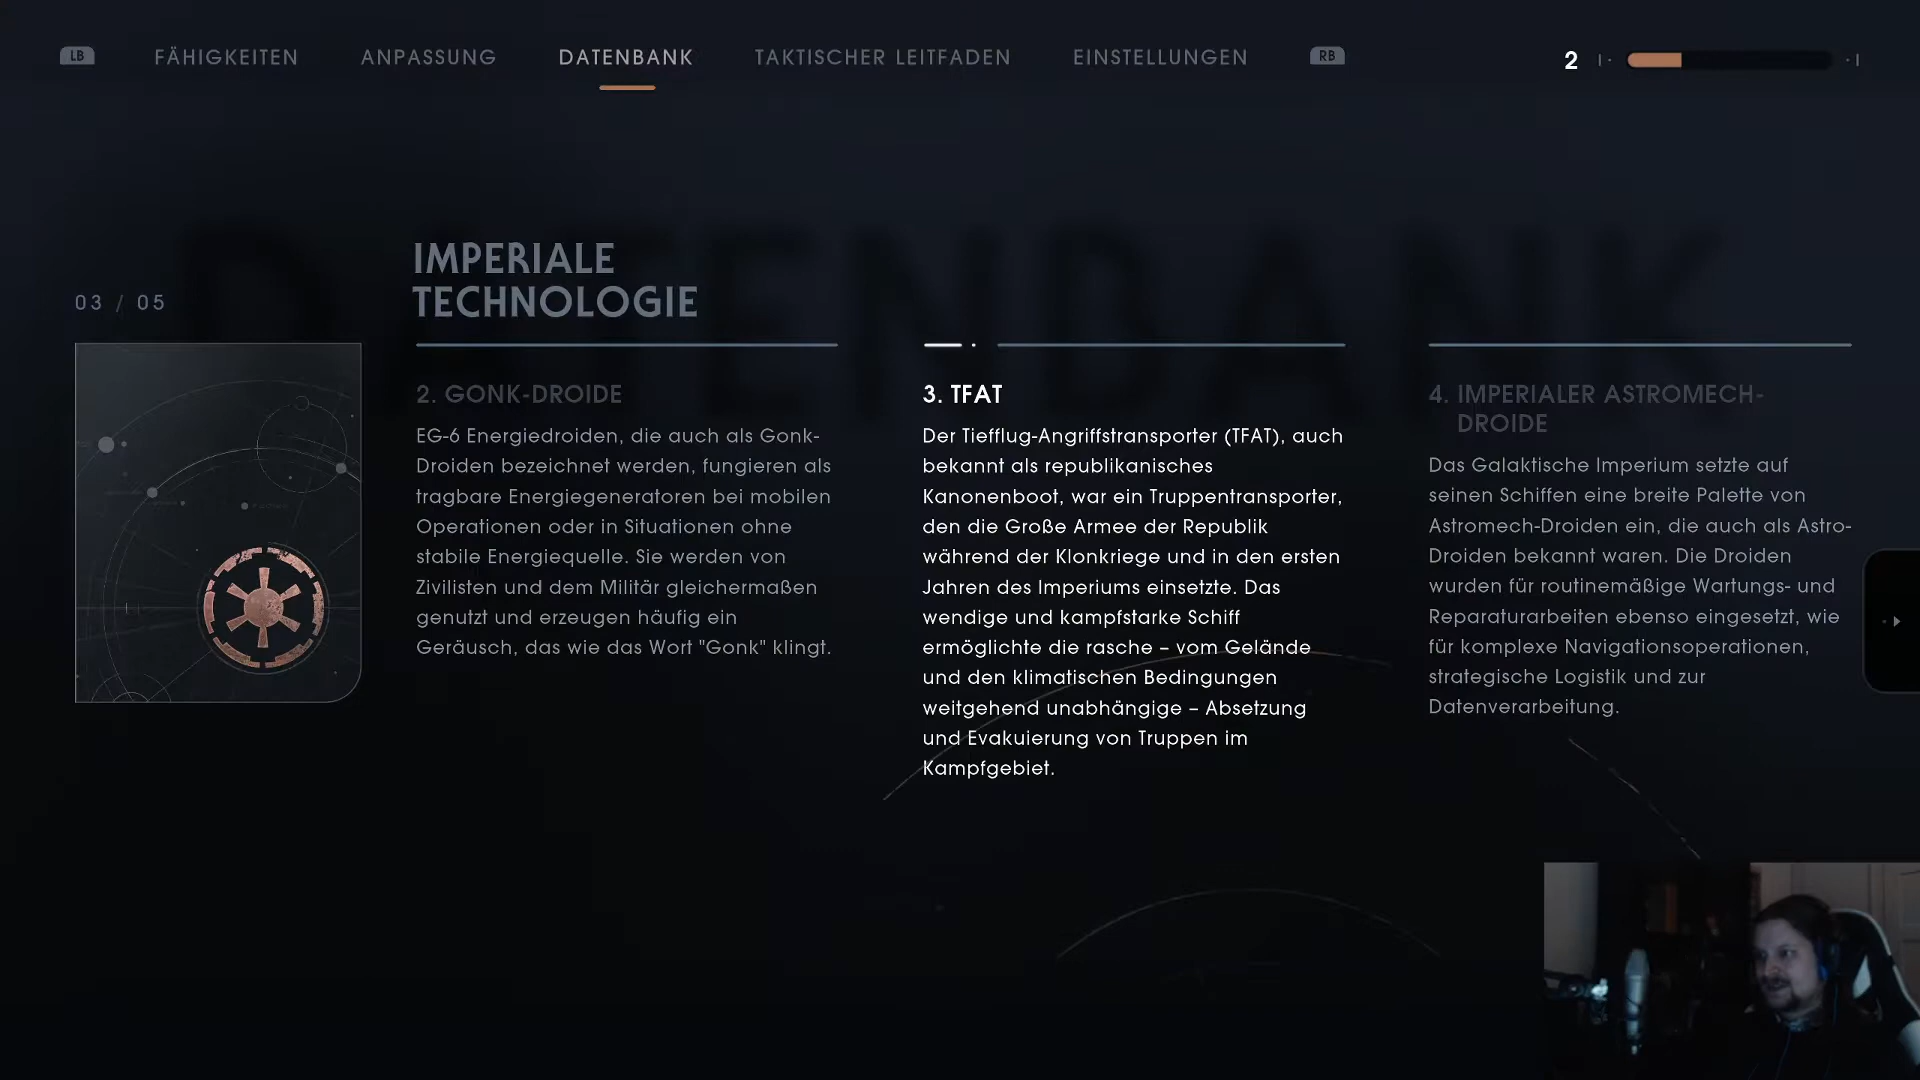 LB FÄHIGKEITEN ANPASSUNG DATENBANK TAKTISCHER LEITFADEN EINSTELLUNGEN RB 2
DATENBANK
IMPERIALE
TECHNOLOGIE
03 / 05
2. GONK-DROIDE
EG-6 Energiedroiden, die auch als Gonk-
Droiden bezeichnet werden, fungieren als
tragbare Energiegeneratoren bei mobilen
Operationen oder in Situationen ohne
stabile Energiequelle. Sie werden von
Zivilisten und dem Militär gleichermaßen
genutzt und erzeugen häufig ein
Geräusch, das wie das Wort "Gonk" klingt.
3. TFAT
Der Tiefflug-Angriffstransporter (TFAT), auch
bekannt als republikanisches
Kanonenboot, war ein Truppentransporter,
den die Große Armee der Republik
während der Klonkriege und in den ersten
Jahren des Imperiums einsetzte. Das
wendige und kampfstarke Schiff
ermöglichte die rasche – vom Gelände
und den klimatischen Bedingungen
weitgehend unabhängige – Absetzung
und Evakuierung von Truppen im
Kampfgebiet.
4. IMPERIALER ASTROMECH-
DROIDE
Das Galaktische Imperium setzte auf
seinen Schiffen eine breite Palette von
Astromech-Droiden ein, die auch als Astro-
Droiden bekannt waren. Die Droiden
wurden für routinemäßige Wartungs- und
Reparaturarbeiten ebenso eingesetzt, wie
für komplexe Navigationsoperationen,
strategische Logistik und zur
Datenverarbeitung.